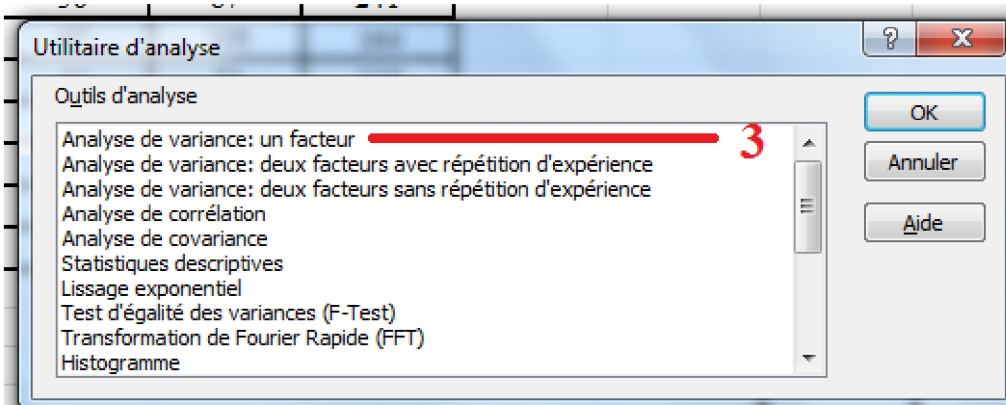 Utilitaire d'analyse
Outils d'analyse
Analyse de variance: un facteur 3
Analyse de variance: deux facteurs avec répétition d'expérience
Analyse de variance: deux facteurs sans répétition d'expérience
Analyse de corrélation
Analyse de covariance
Statistiques descriptives
Lissage exponentiel
Test d'égalité des variances (F-Test)
Transformation de Fourier Rapide (FFT)
Histogramme
OK
Annuler
Aide